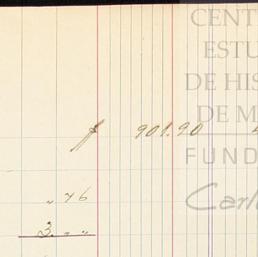 CENT
ESTU
DE HIS
DE M
FUND
Carl
$ 901.90
" 76
3. " "